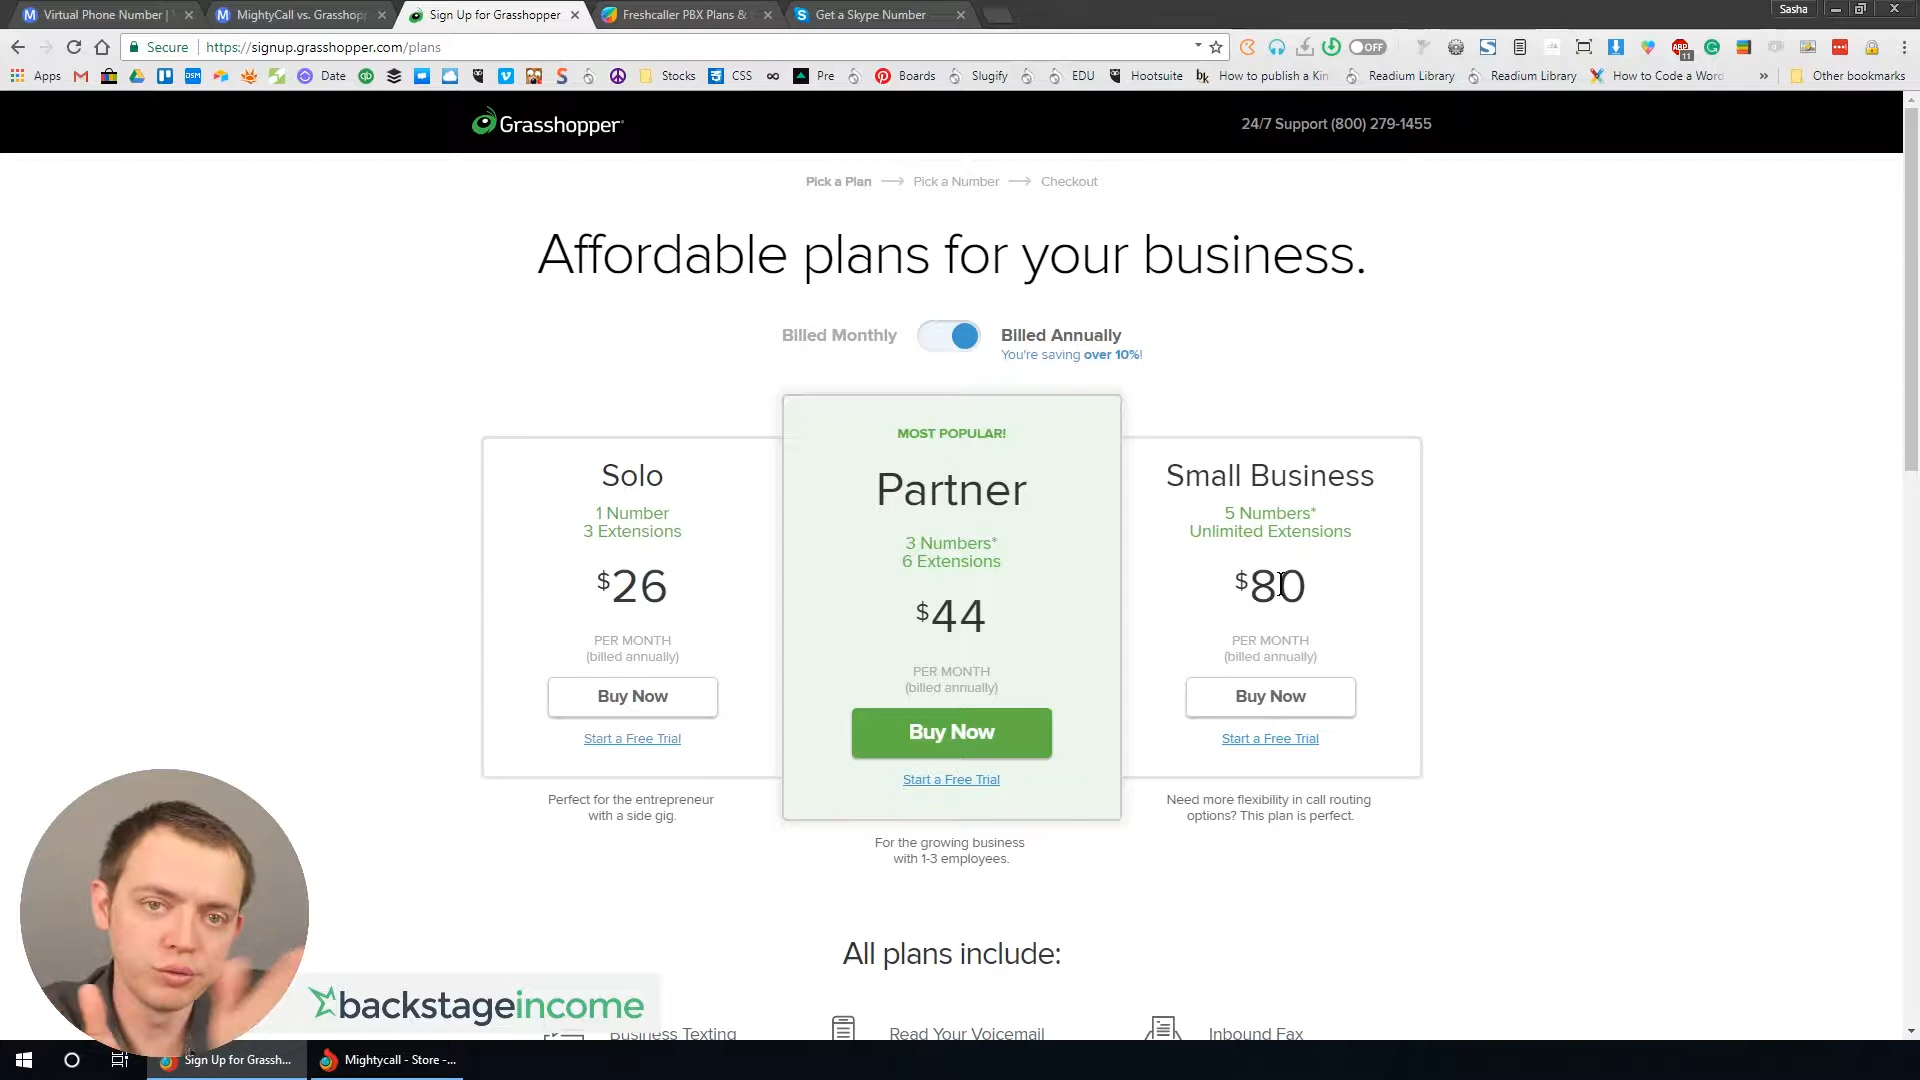 Virtual Phone Number |
MightyCall vs. Grasshopp
Sign Up for Grasshopper
Freshcaller PBX Plans &
Get a Skype Number
Sasha
Secure
https://signup.grasshopper.com/plans
OFF
ABP
11
Apps
DSM
Date
Stocks
CSS
Pre
Boards
Slugify
EDU
Hootsuite
bk
How to publish a Kin
Readium Library
Readium Library
How to Code a Word
»
Other bookmarks
Grasshopper
24/7 Support (800) 279-1455
Pick a Plan
Pick a Number
Checkout
Affordable plans for your business.
Billed Monthly
Billed Annually
You're saving over 10%!
Solo
1 Number
3 Extensions
$26
PER MONTH
(billed annually)
Buy Now
Start a Free Trial
Perfect for the entrepreneur
with a side gig.
MOST POPULAR!
Partner
3 Numbers*
6 Extensions
$44
PER MONTH
(billed annually)
Buy Now
Start a Free Trial
For the growing business
with 1-3 employees.
Small Business
5 Numbers*
Unlimited Extensions
$80
PER MONTH
(billed annually)
Buy Now
Start a Free Trial
Need more flexibility in call routing
options? This plan is perfect.
All plans include:
backstageincome
Business Texting
Read Your Voicemail
Inbound Fax
Sign Up for Grassh...
Mightycall - Store -...